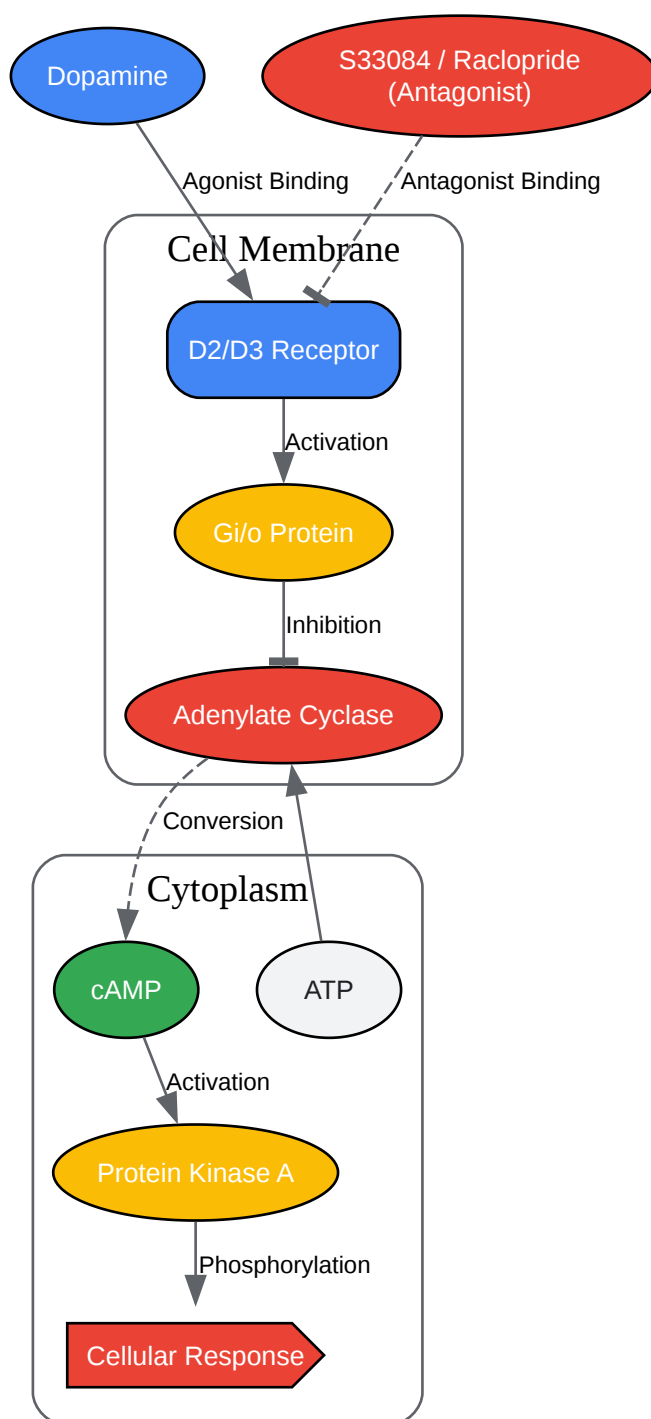 Dopamine
S33084 / Raclopride
(Antagonist)
Agonist Binding
Antagonist Binding
Cell Membrane
D2/D3 Receptor
Activation
Gi/o Protein
Inhibition
Adenylate Cyclase
Conversion
Cytoplasm
cAMP
ATP
Activation
Protein Kinase A
Phosphorylation
Cellular Response